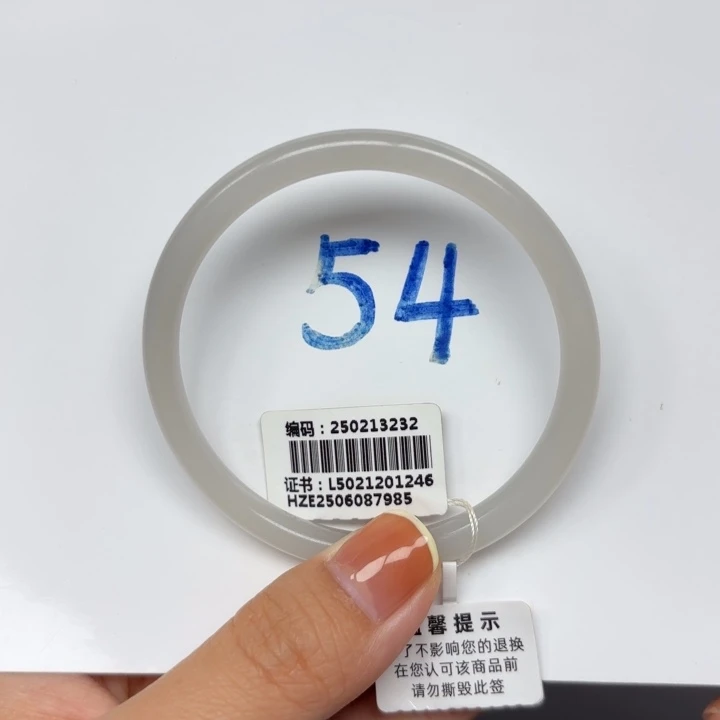 54
编码：250213232
证书：L5021201246
HZE2506087985
馨提示
了不影响您的退换
在您认可该商品前
请勿撕毁此签